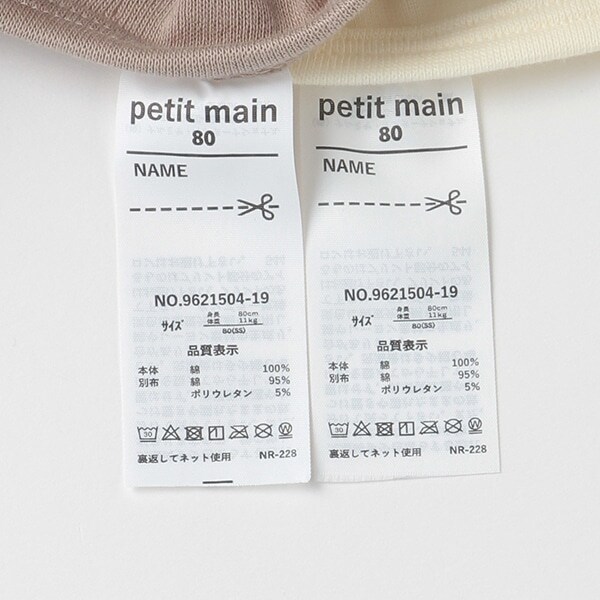 petit main
80
NAME
NO.9621504-19
サイズ 身長 80cm
体重 11kg
80(SS)
品質表示
本体 綿 100%
別布 綿 95%
ポリウレタン 5%
30
裏返してネット使用 NR-228
petit main
80
NAME
NO.9621504-19
サイズ 身長 80cm
体重 11kg
80(SS)
品質表示
本体 綿 100%
別布 綿 95%
ポリウレタン 5%
30
裏返してネット使用 NR-228